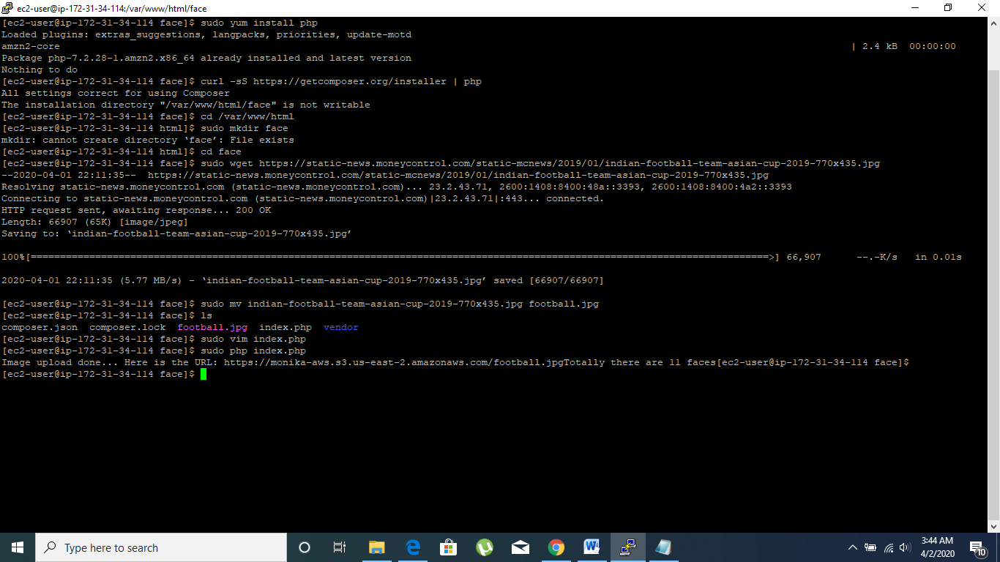 ec2-user@ip-172-31-34-114:/var/www/html/face
[ec2-user@ip-172-31-34-114 face]$ sudo yum install php
Loaded plugins: extras_suggestions, langpacks, priorities, update-motd
amzn2-core | 2.4 kB 00:00:00
Package php-7.2.28-1.amzn2.x86_64 already installed and latest version
Nothing to do
[ec2-user@ip-172-31-34-114 face]$ curl -sS https://getcomposer.org/installer | php
All settings correct for using Composer
The installation directory "/var/www/html/face" is not writable
[ec2-user@ip-172-31-34-114 face]$ cd /var/www/html
[ec2-user@ip-172-31-34-114 html]$ sudo mkdir face
mkdir: cannot create directory ‘face’: File exists
[ec2-user@ip-172-31-34-114 html]$ cd face
[ec2-user@ip-172-31-34-114 face]$ sudo wget https://static-news.moneycontrol.com/static-mcnews/2019/01/indian-football-team-asian-cup-2019-770x435.jpg
--2020-04-01 22:11:35-- https://static-news.moneycontrol.com/static-mcnews/2019/01/indian-football-team-asian-cup-2019-770x435.jpg
Resolving static-news.moneycontrol.com (static-news.moneycontrol.com)... 23.2.43.71, 2600:1408:8400:48a::3393, 2600:1408:8400:4a2::3393
Connecting to static-news.moneycontrol.com (static-news.moneycontrol.com)|23.2.43.71|:443... connected.
HTTP request sent, awaiting response... 200 OK
Length: 66907 (65K) [image/jpeg]
Saving to: ‘indian-football-team-asian-cup-2019-770x435.jpg’
100%[==============================================================================================================================>] 66,907 --.-K/s in 0.01s
2020-04-01 22:11:35 (5.77 MB/s) - ‘indian-football-team-asian-cup-2019-770x435.jpg’ saved [66907/66907]
[ec2-user@ip-172-31-34-114 face]$ sudo mv indian-football-team-asian-cup-2019-770x435.jpg football.jpg
[ec2-user@ip-172-31-34-114 face]$ ls
composer.json composer.lock football.jpg index.php vendor
[ec2-user@ip-172-31-34-114 face]$ sudo vim index.php
[ec2-user@ip-172-31-34-114 face]$ sudo php index.php
Image upload done... Here is the URL: https://monika-aws.s3.us-east-2.amazonaws.com/football.jpgTotally there are 11 faces[ec2-user@ip-172-31-34-114 face]$
[ec2-user@ip-172-31-34-114 face]$
Type here to search
3:44 AM
4/2/2020
10